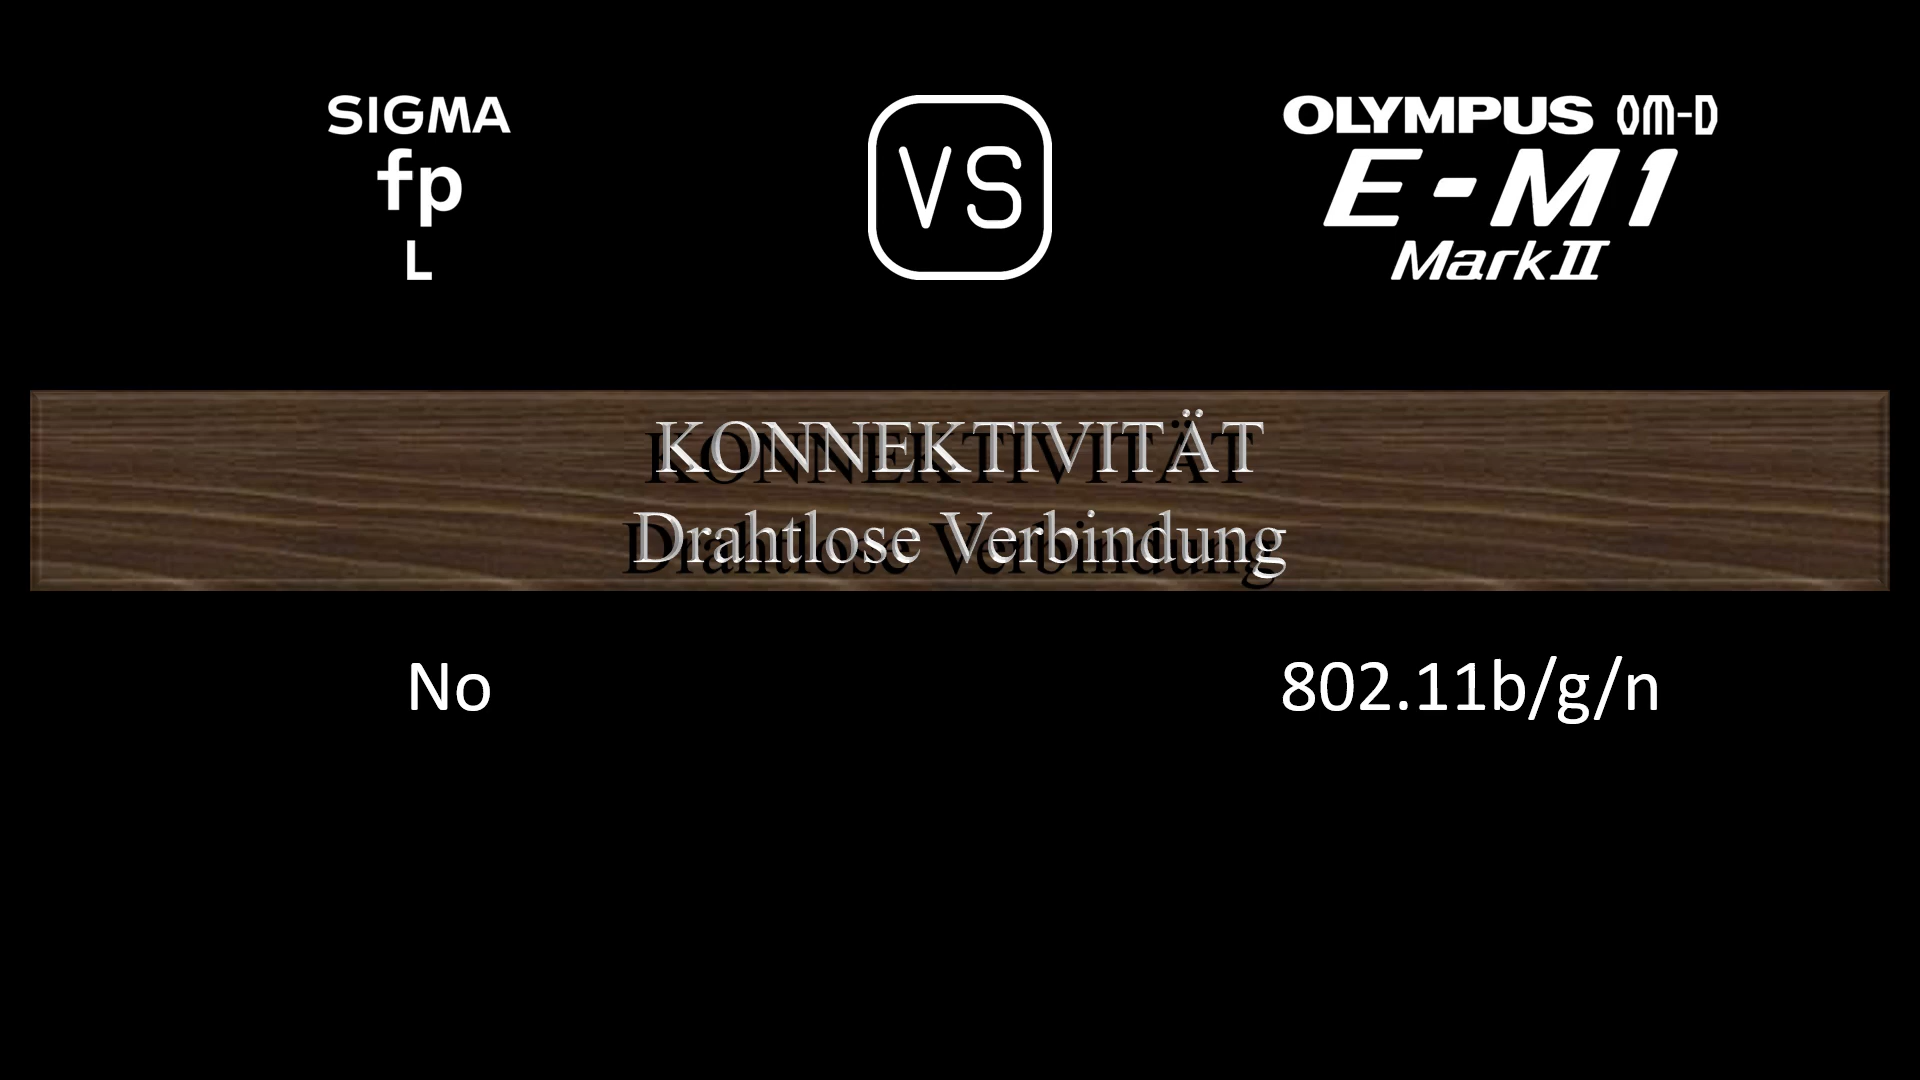 SIGMA
fp
L
VS
OLYMPUS OM-D
E-M1
Mark II
KONNEKTIVITÄT
Drahtlose Verbindung
No
802.11b/g/n